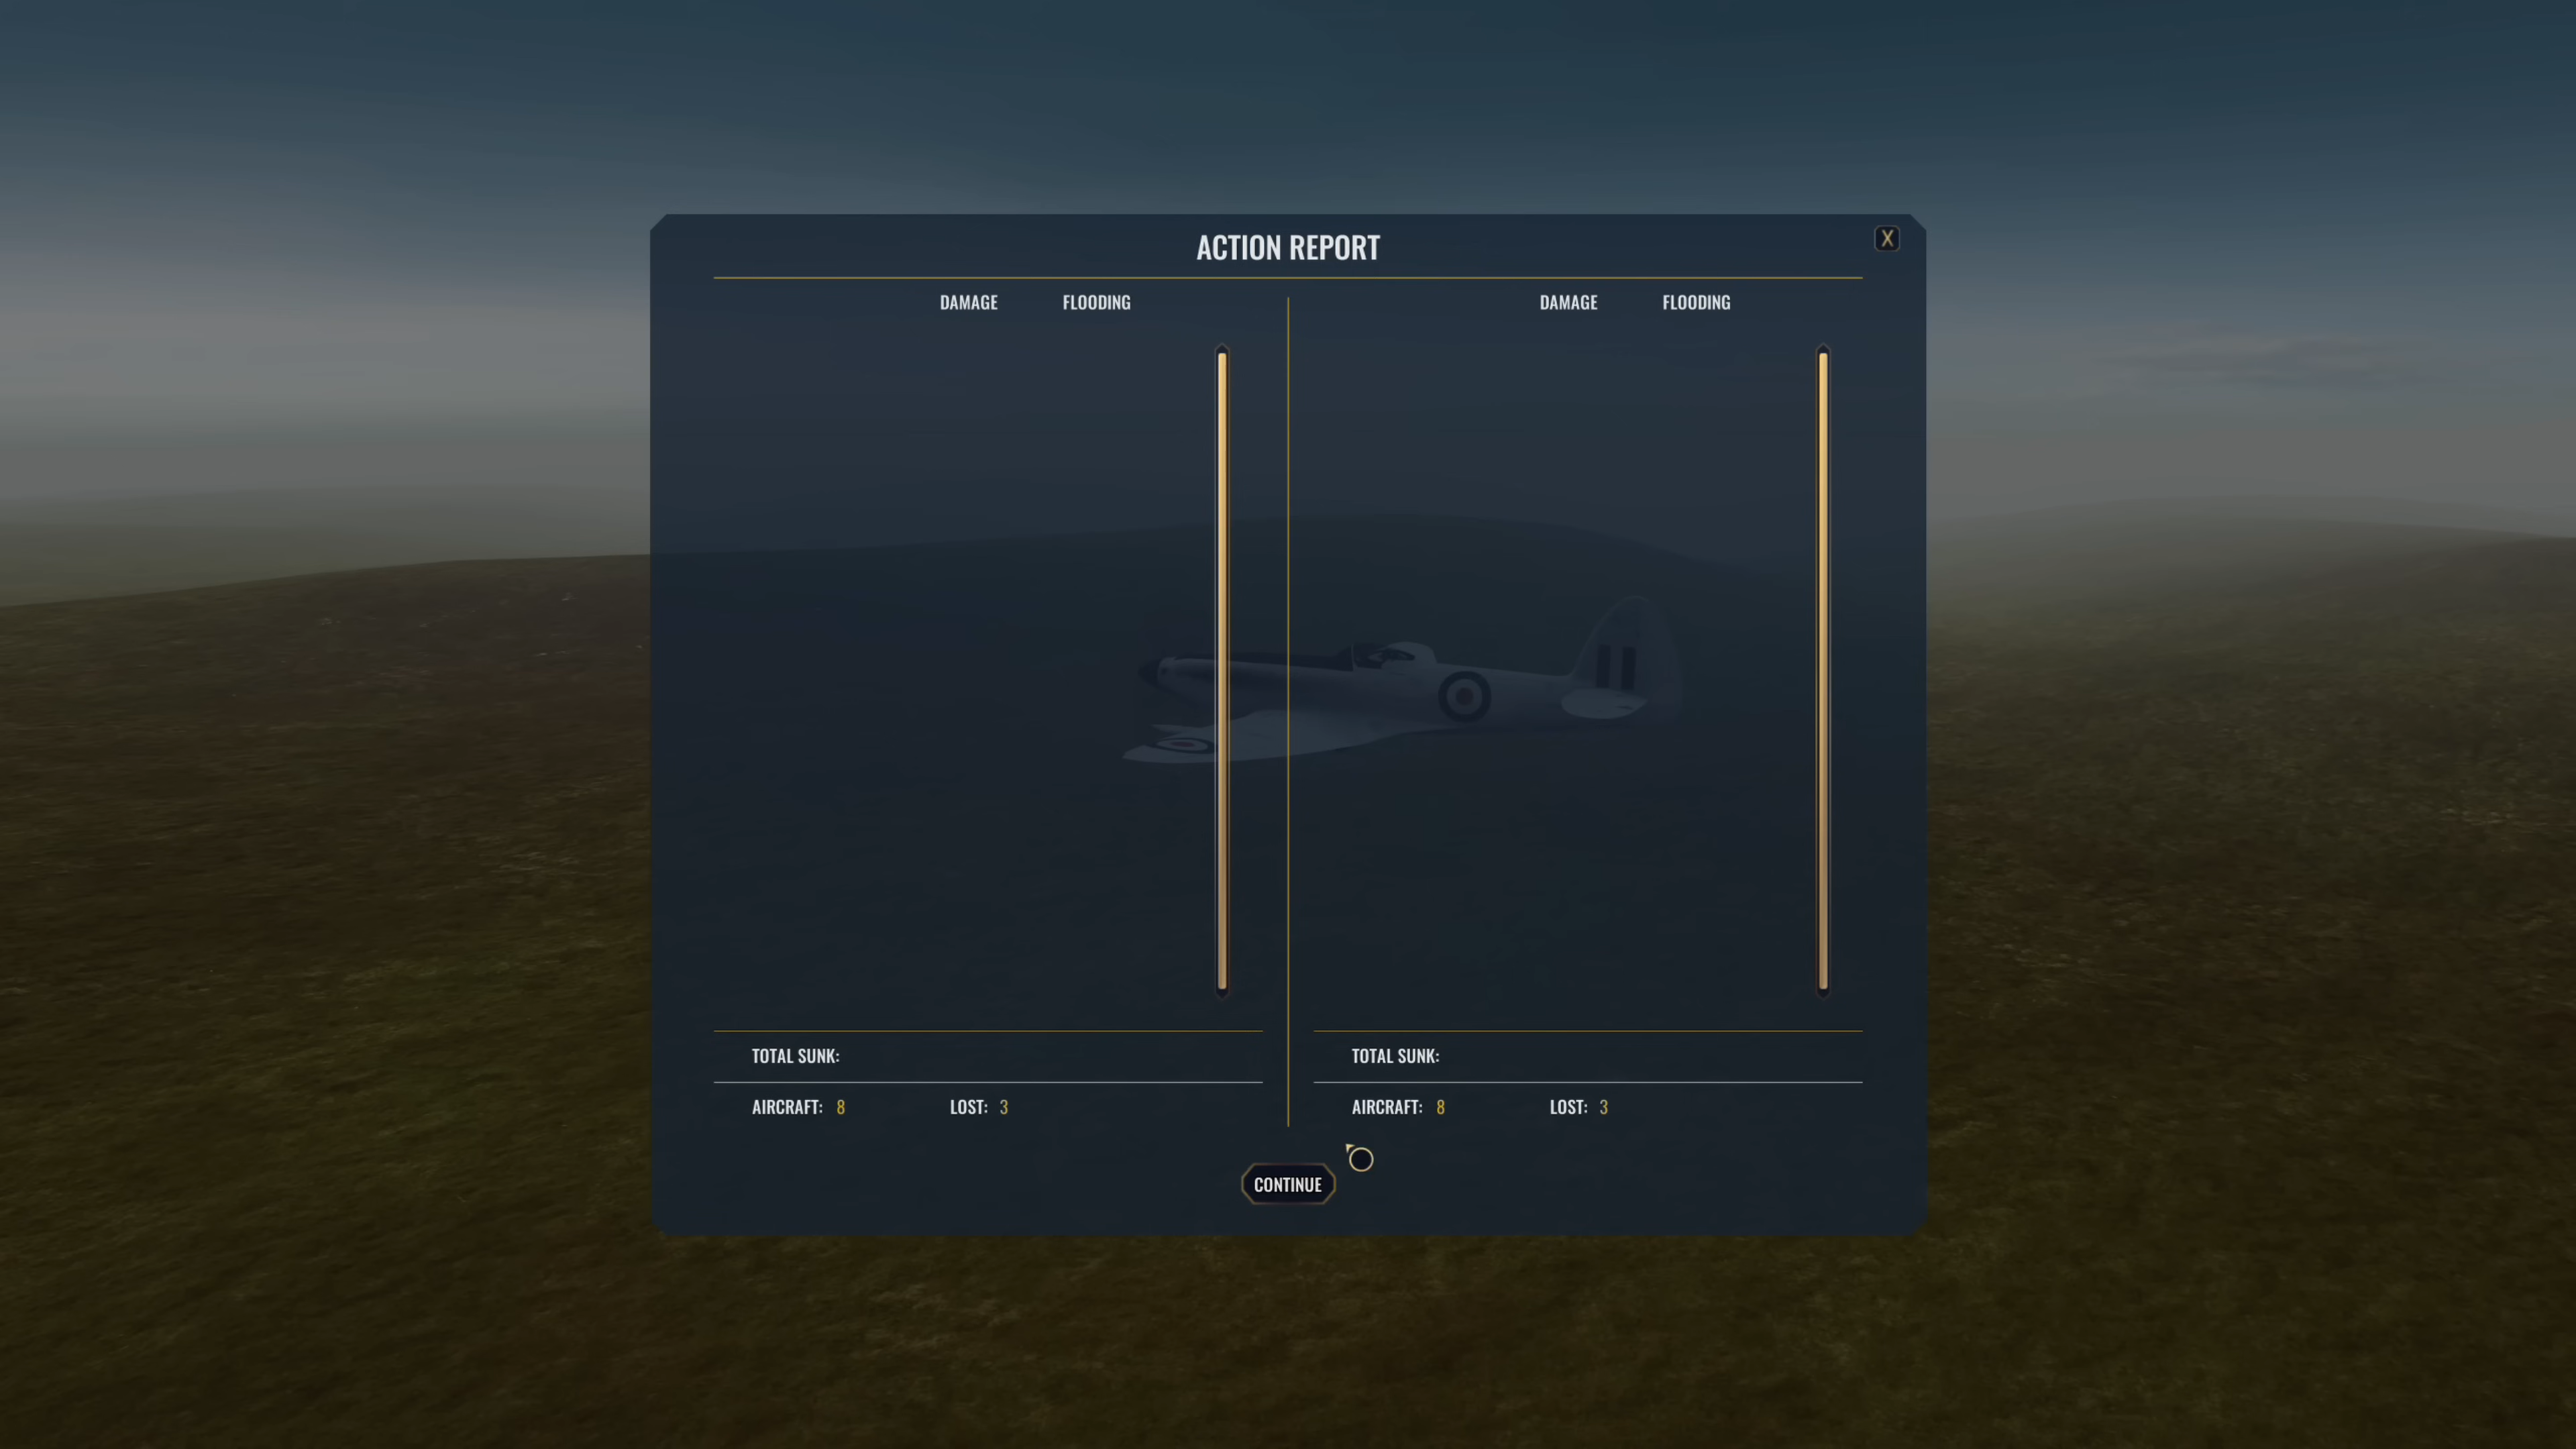 ACTION REPORT
X
DAMAGE FLOODING
DAMAGE FLOODING
TOTAL SUNK:
AIRCRAFT: 8 LOST: 3
TOTAL SUNK:
AIRCRAFT: 8 LOST: 3
CONTINUE